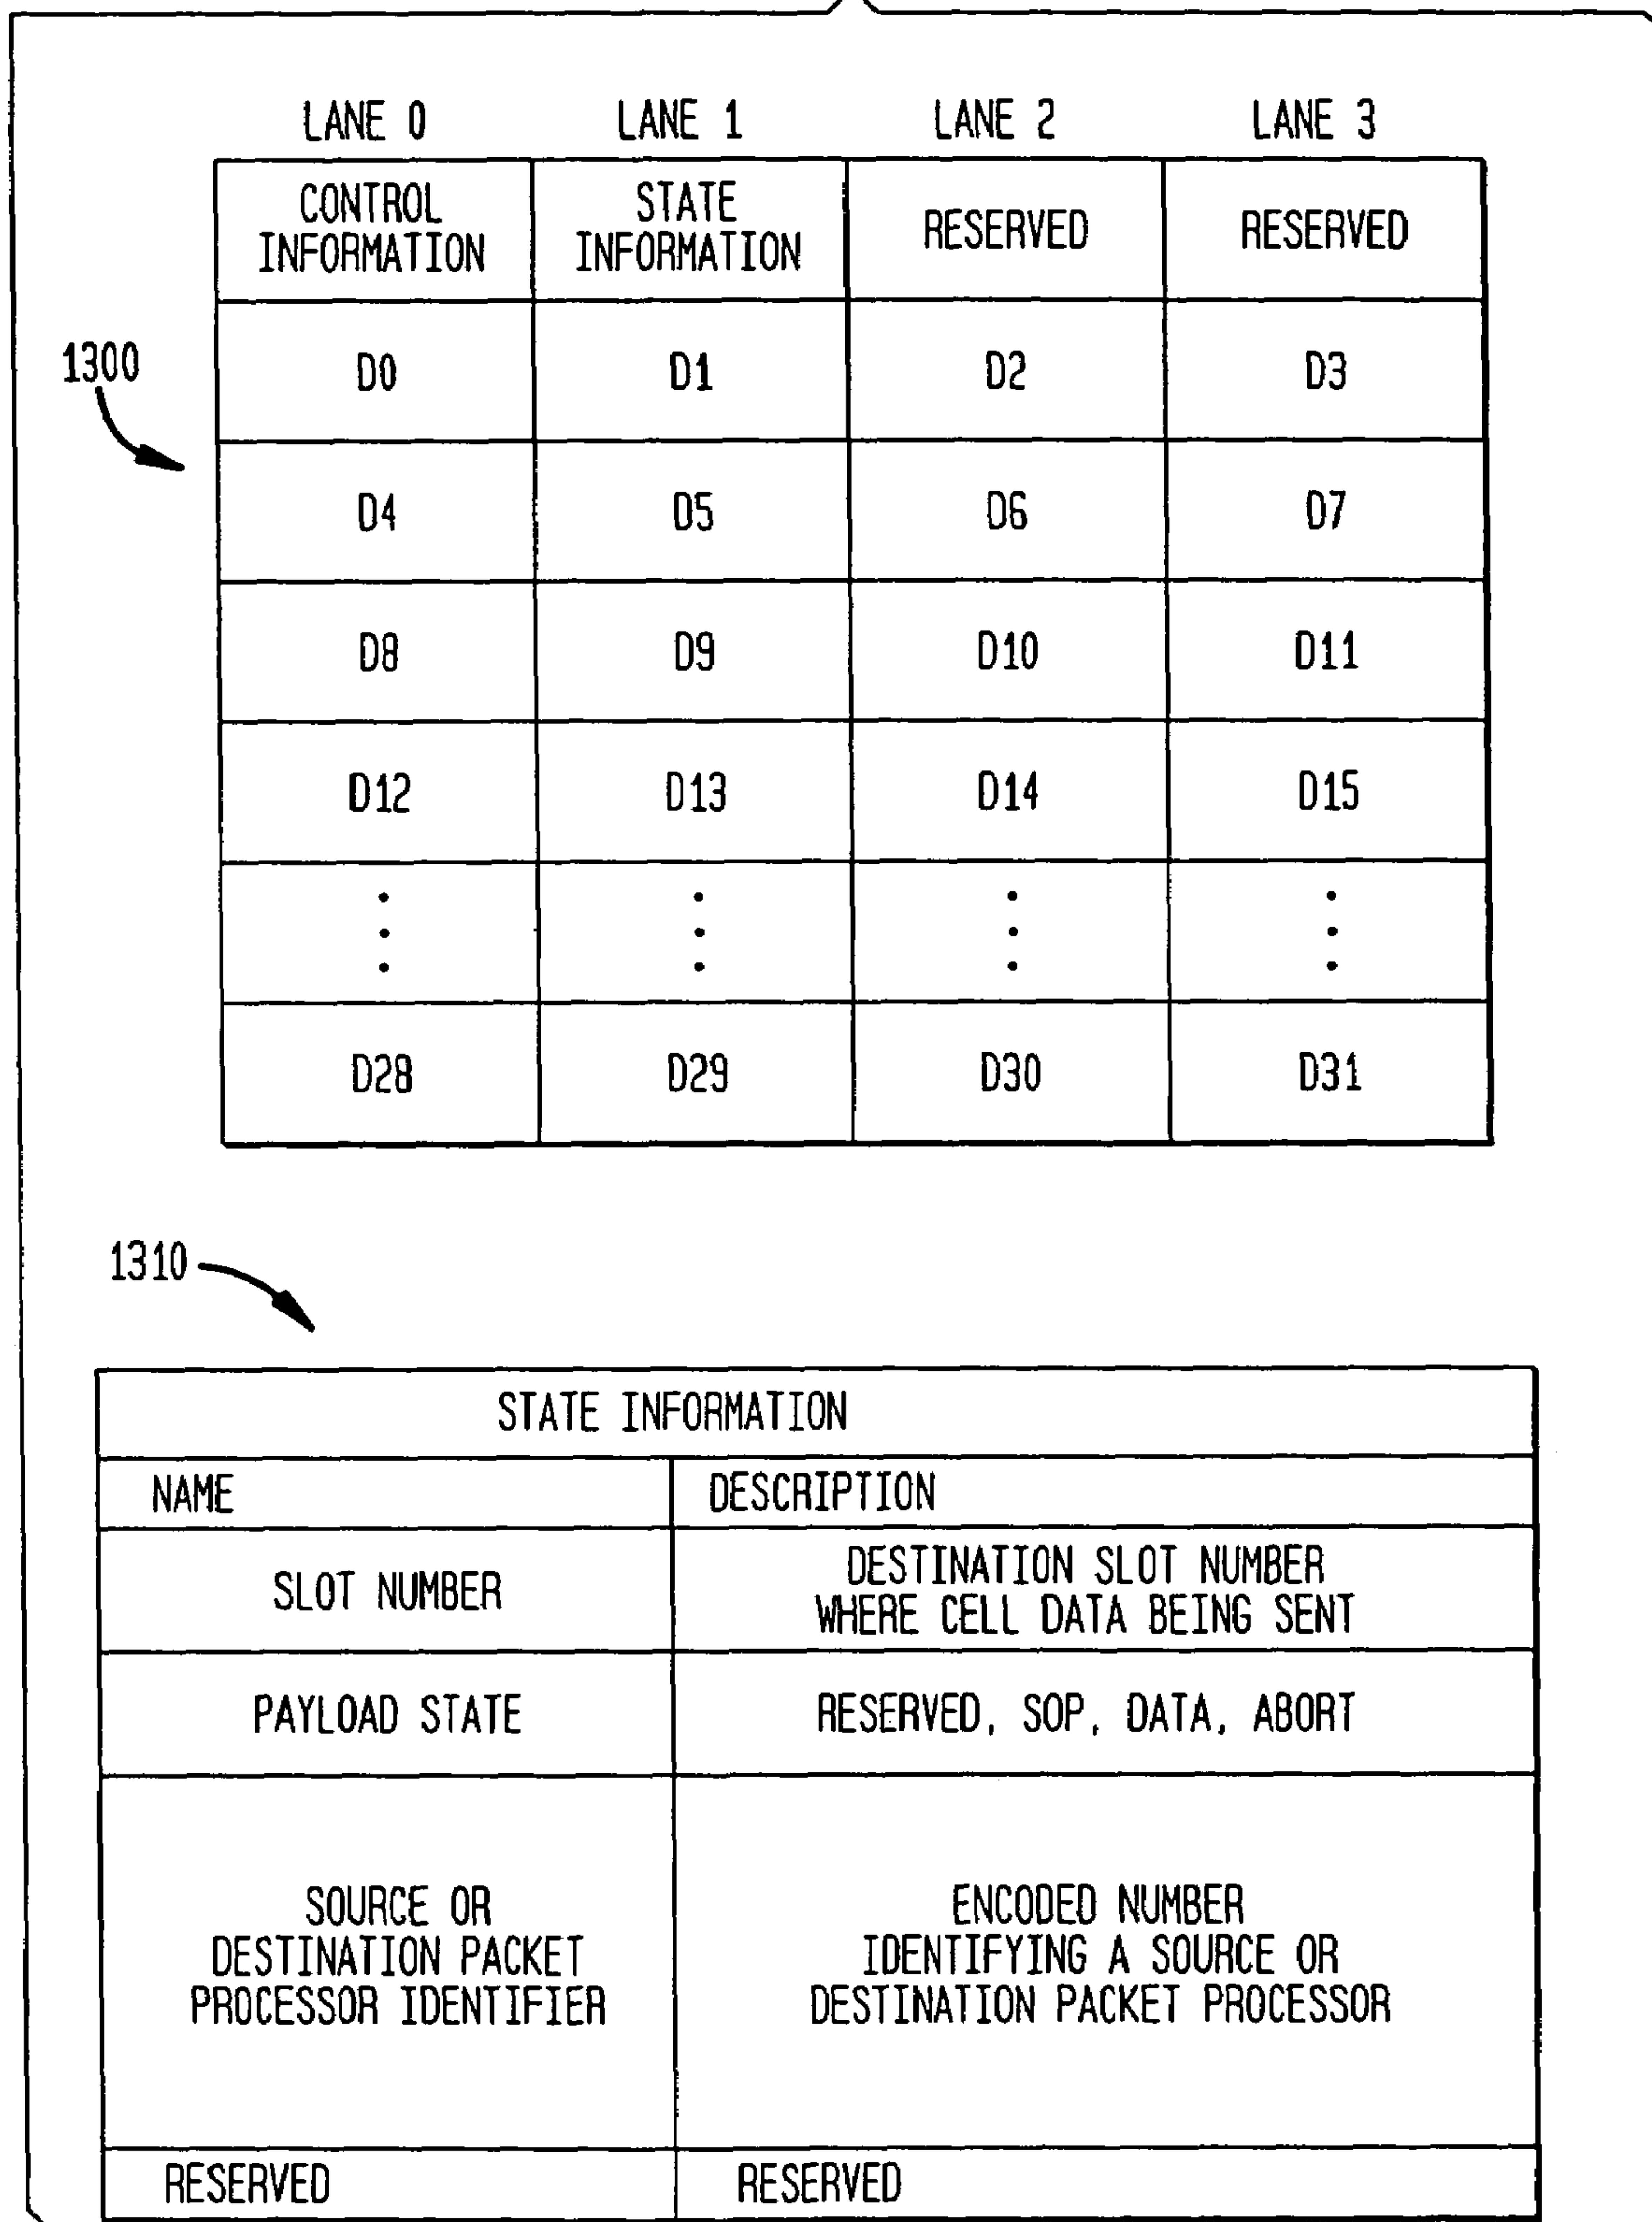 LANE 0 LANE 1 LANE 2 LANE 3
CONTROL INFORMATION STATE INFORMATION RESERVED RESERVED
1300
D0 D1 D2 D3
D4 D5 D6 D7
D8 D9 D10 D11
D12 D13 D14 D15
D28 D29 D30 D31
1310
STATE INFORMATION
NAME DESCRIPTION
SLOT NUMBER
DESTINATION SLOT NUMBER
WHERE CELL DATA BEING SENT
PAYLOAD STATE RESERVED, SOP, DATA, ABORT
SOURCE OR
DESTINATION PACKET
PROCESSOR IDENTIFIER
ENCODED NUMBER
IDENTIFYING A SOURCE OR
DESTINATION PACKET PROCESSOR
RESERVED RESERVED